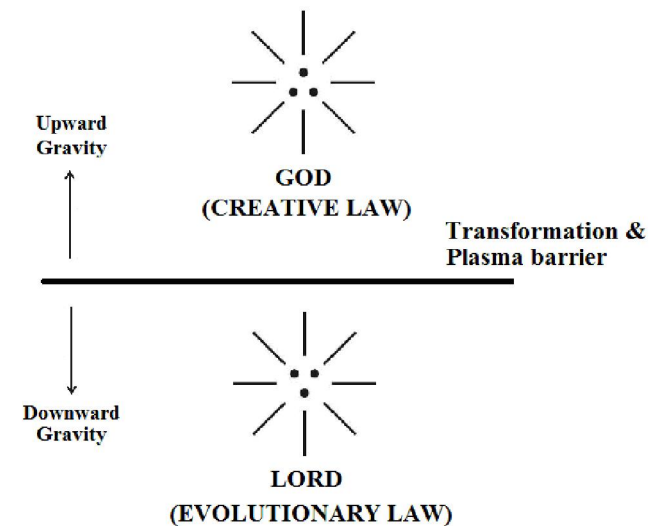 Upward
Gravity
GOD
(CREATIVE LAW)
Transformation &
Plasma barrier
Downward
Gravity
LORD
(EVOLUTIONARY LAW)